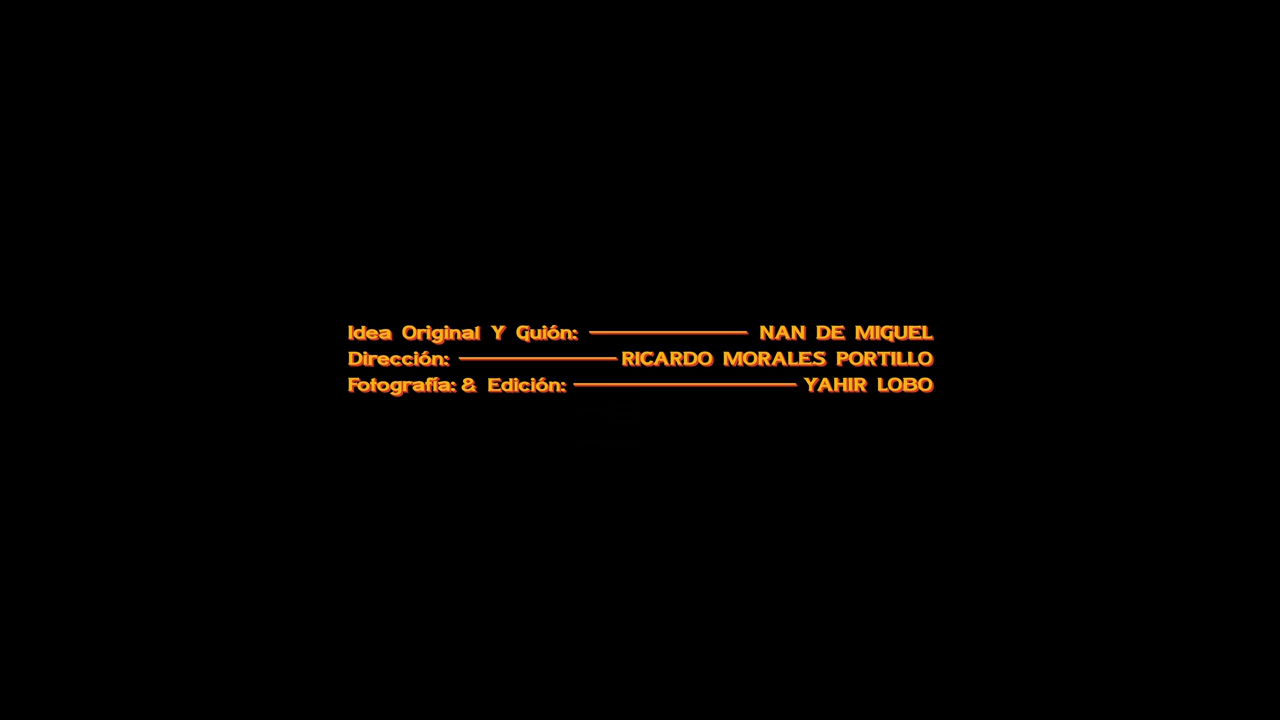 Idea Original Y Guión: NAN DE MIGUEL
Dirección: RICARDO MORALES PORTILLO
Fotografía: & Edición: YAHIR LOBO